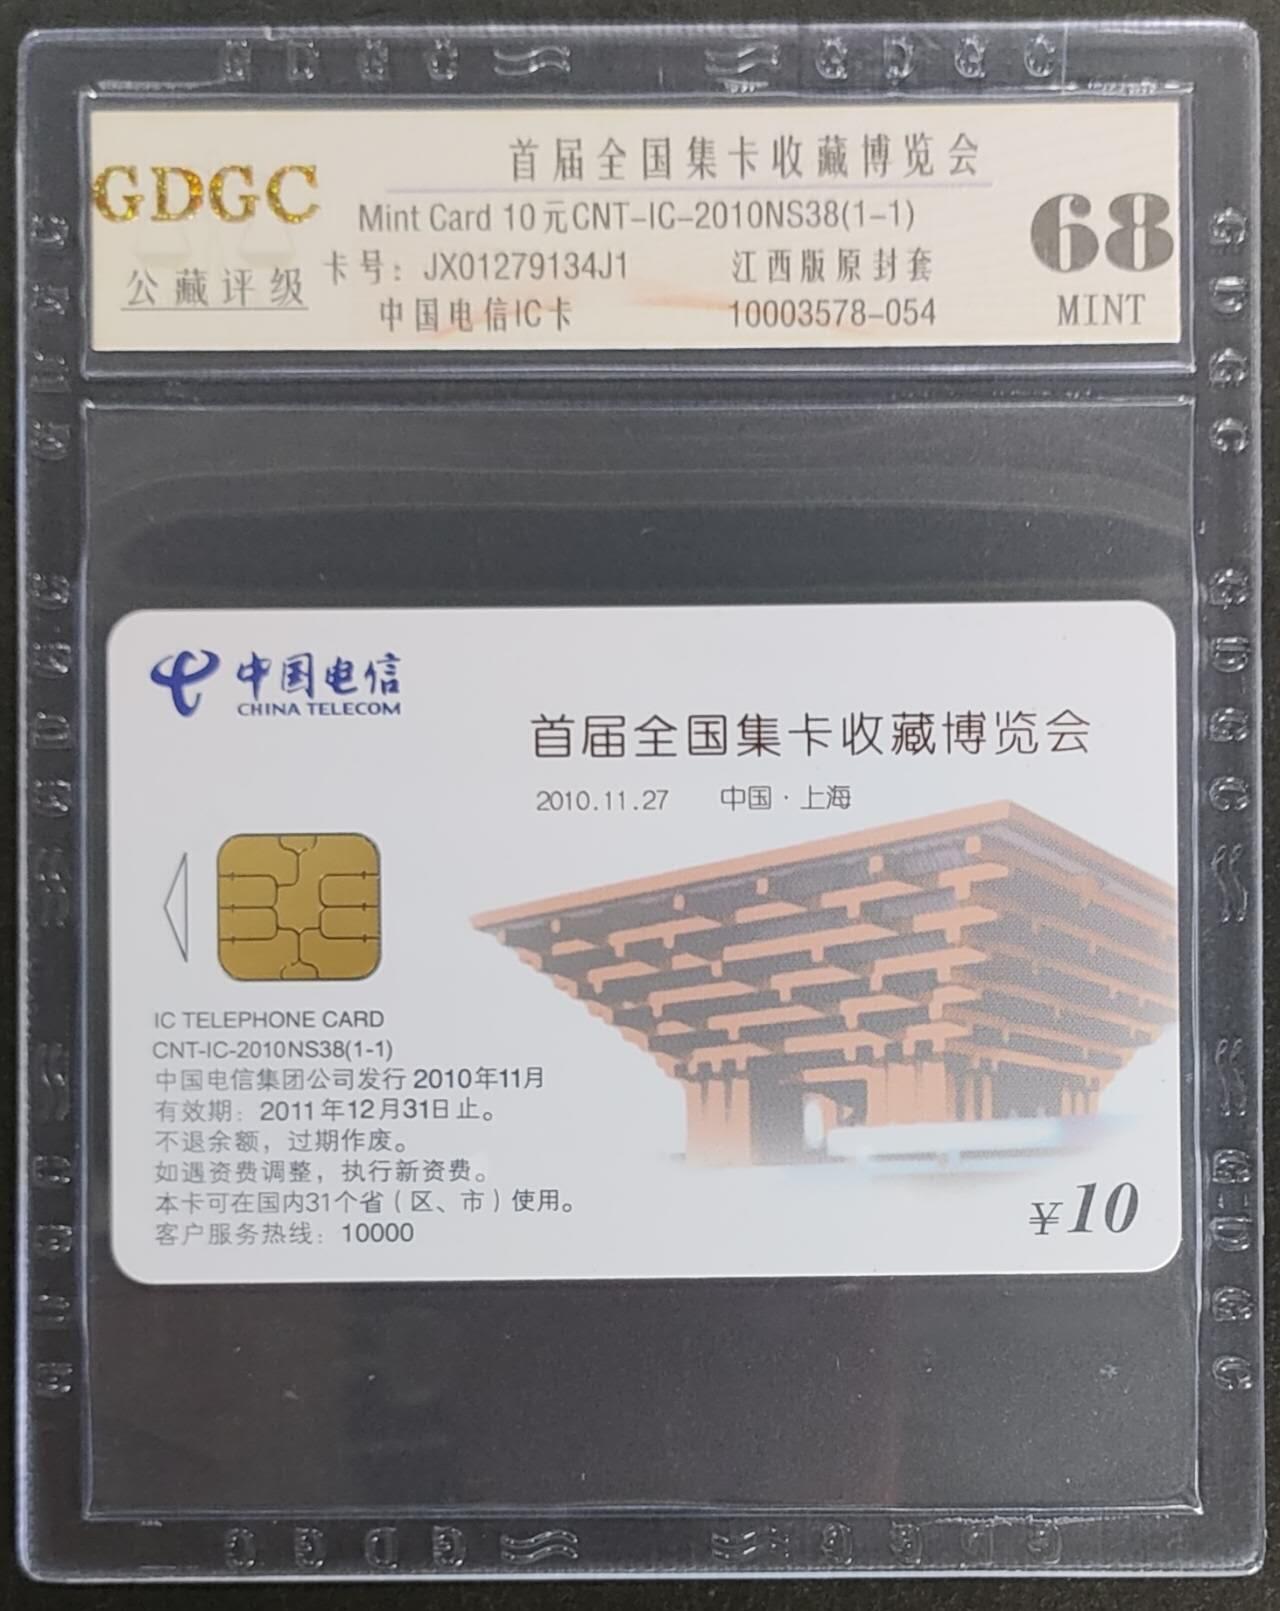 GDGC
公藏评级
首届全国集卡收藏博览会
Mint Card 10元CNT-IC-2010NS38(1-1)
卡号：JX01279134J1 江西版原封套
中国电信IC卡 10003578-054
68
MINT
中国电信
CHINA TELECOM
首届全国集卡收藏博览会
2010.11.27 中国·上海
IC TELEPHONE CARD
CNT-IC-2010NS38(1-1)
中国电信集团公司发行 2010年11月
有效期：2011年12月31日止。
不退余额，过期作废。
如遇资费调整，执行新资费。
本卡可在国内31个省（区、市）使用。
客户服务热线：10000
¥10